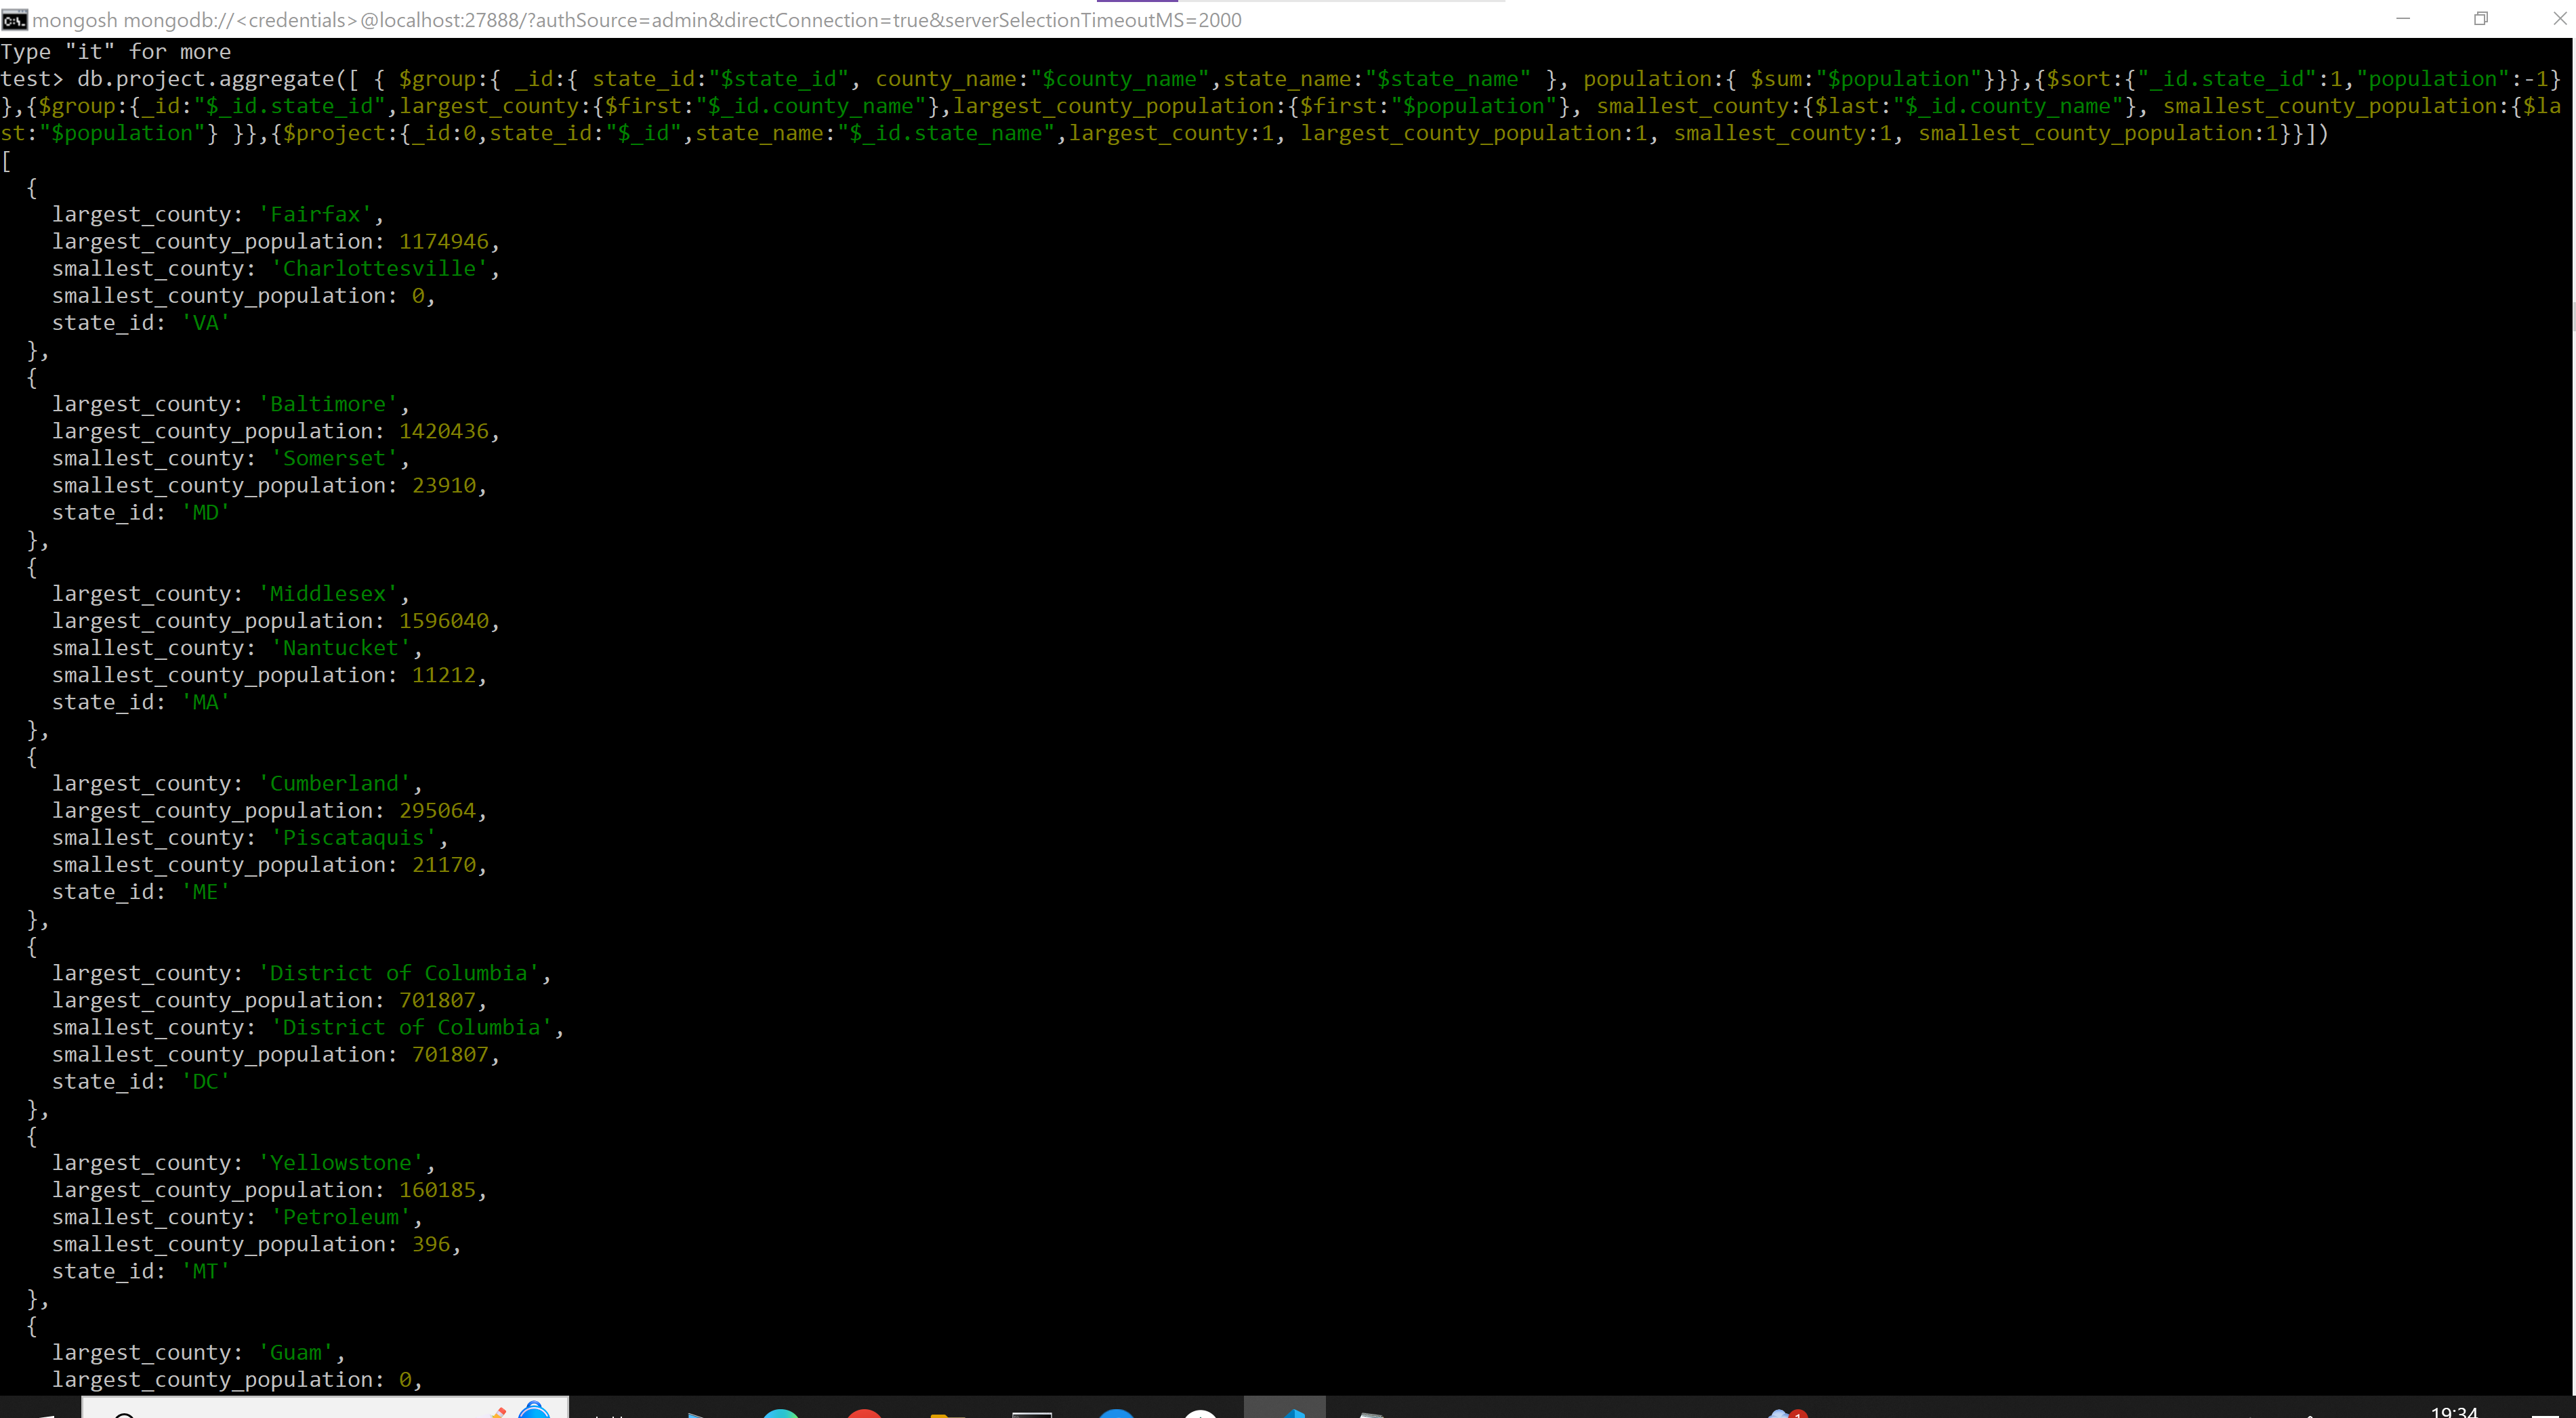 mongosh mongodb://<credentials>@localhost:27888/?authSource=admin&directConnection=true&serverSelectionTimeoutMS=2000
Type "it" for more
test> db.project.aggregate([ { $group:{ _id:{ state_id:"$state_id", county_name:"$county_name",state_name:"$state_name" }, population:{ $sum:"$population"}}},{$sort:{"_id.state_id":1,"population":-1}
},{$group:{_id:"$_id.state_id",largest_county:{$first:"$_id.county_name"},largest_county_population:{$first:"$population"}, smallest_county:{$last:"$_id.county_name"}, smallest_county_population:{$la
st:"$population"} }},{$project:{_id:0,state_id:"$_id",state_name:"$_id.state_name",largest_county:1, largest_county_population:1, smallest_county:1, smallest_county_population:1}}])
[
  {
    largest_county: 'Fairfax',
    largest_county_population: 1174946,
    smallest_county: 'Charlottesville',
    smallest_county_population: 0,
    state_id: 'VA'
  },
  {
    largest_county: 'Baltimore',
    largest_county_population: 1420436,
    smallest_county: 'Somerset',
    smallest_county_population: 23910,
    state_id: 'MD'
  },
  {
    largest_county: 'Middlesex',
    largest_county_population: 1596040,
    smallest_county: 'Nantucket',
    smallest_county_population: 11212,
    state_id: 'MA'
  },
  {
    largest_county: 'Cumberland',
    largest_county_population: 295064,
    smallest_county: 'Piscataquis',
    smallest_county_population: 21170,
    state_id: 'ME'
  },
  {
    largest_county: 'District of Columbia',
    largest_county_population: 701807,
    smallest_county: 'District of Columbia',
    smallest_county_population: 701807,
    state_id: 'DC'
  },
  {
    largest_county: 'Yellowstone',
    largest_county_population: 160185,
    smallest_county: 'Petroleum',
    smallest_county_population: 396,
    state_id: 'MT'
  },
  {
    largest_county: 'Guam',
    largest_county_population: 0,
19:34